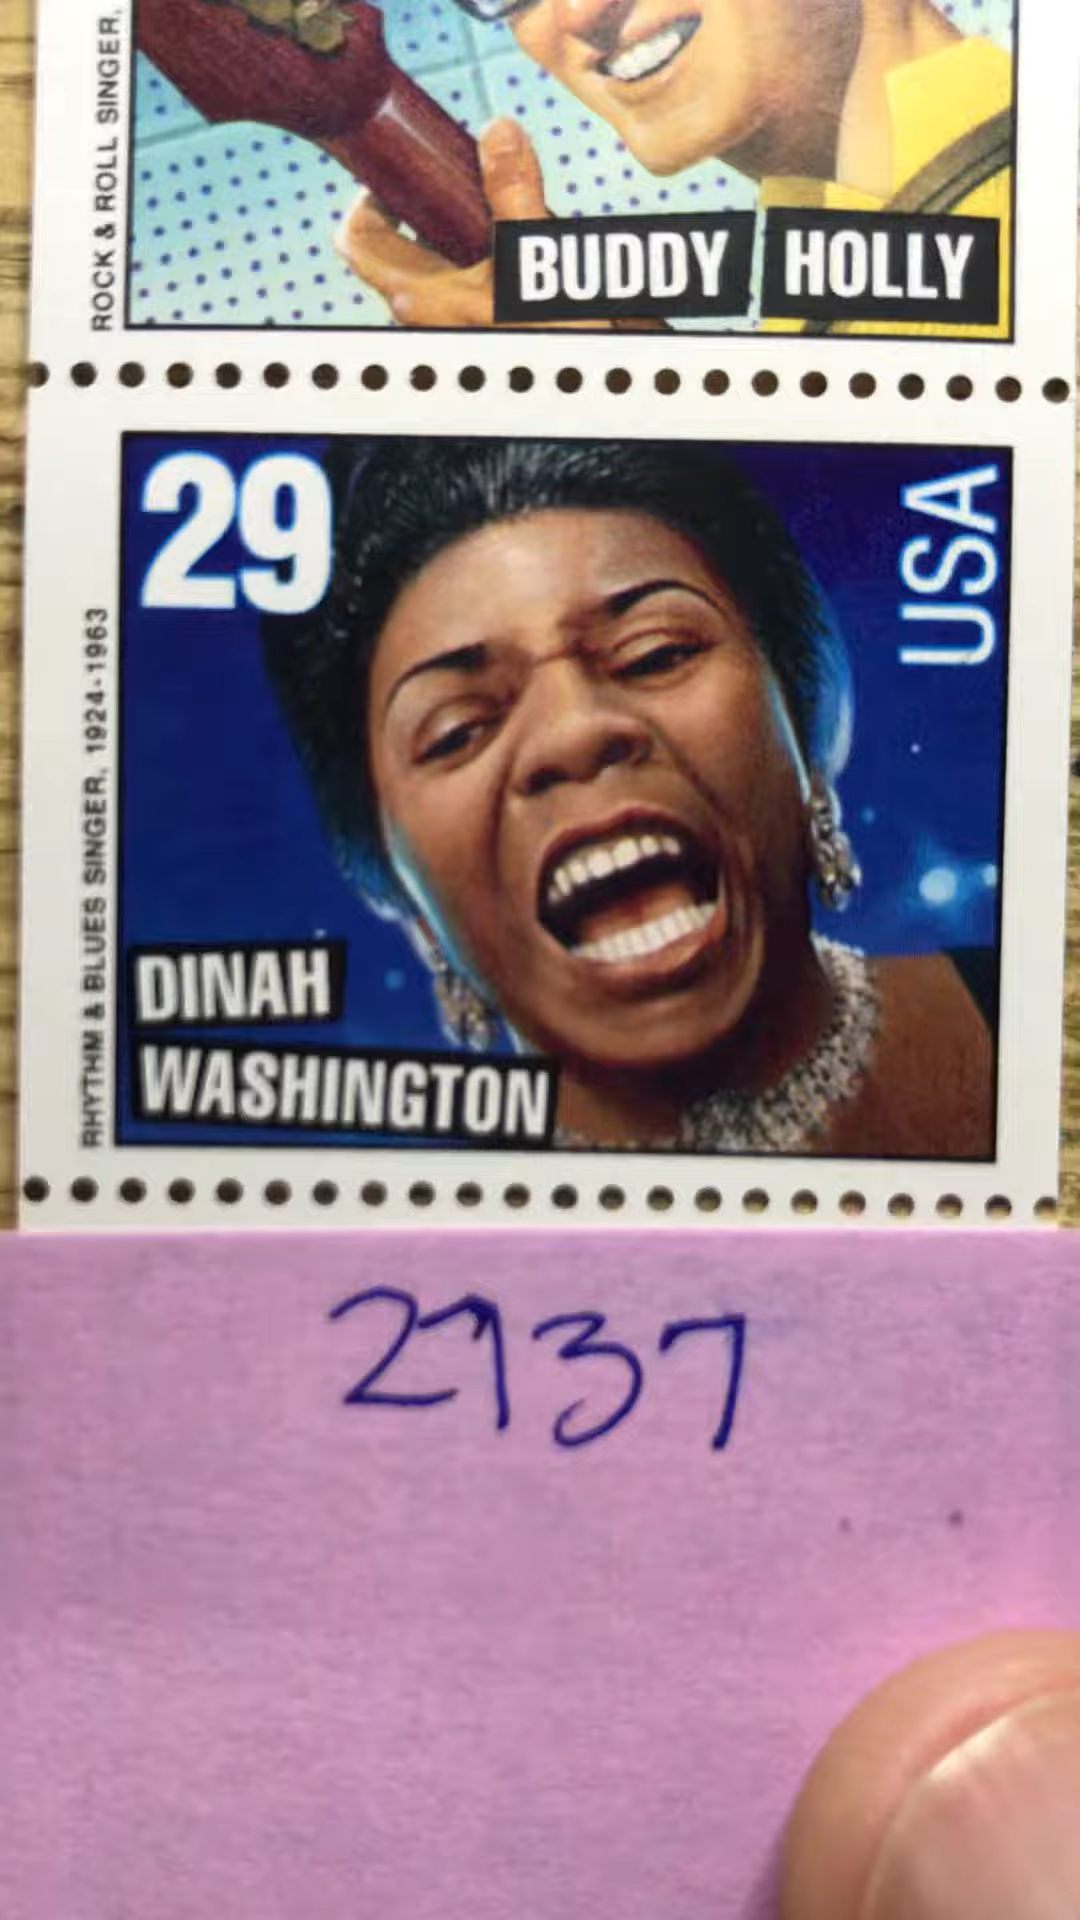 ROCK & ROLL SINGER,
BUDDY HOLLY
29
USA
RHYTHM & BLUES SINGER, 1924-1963
DINAH
WASHINGTON
2737